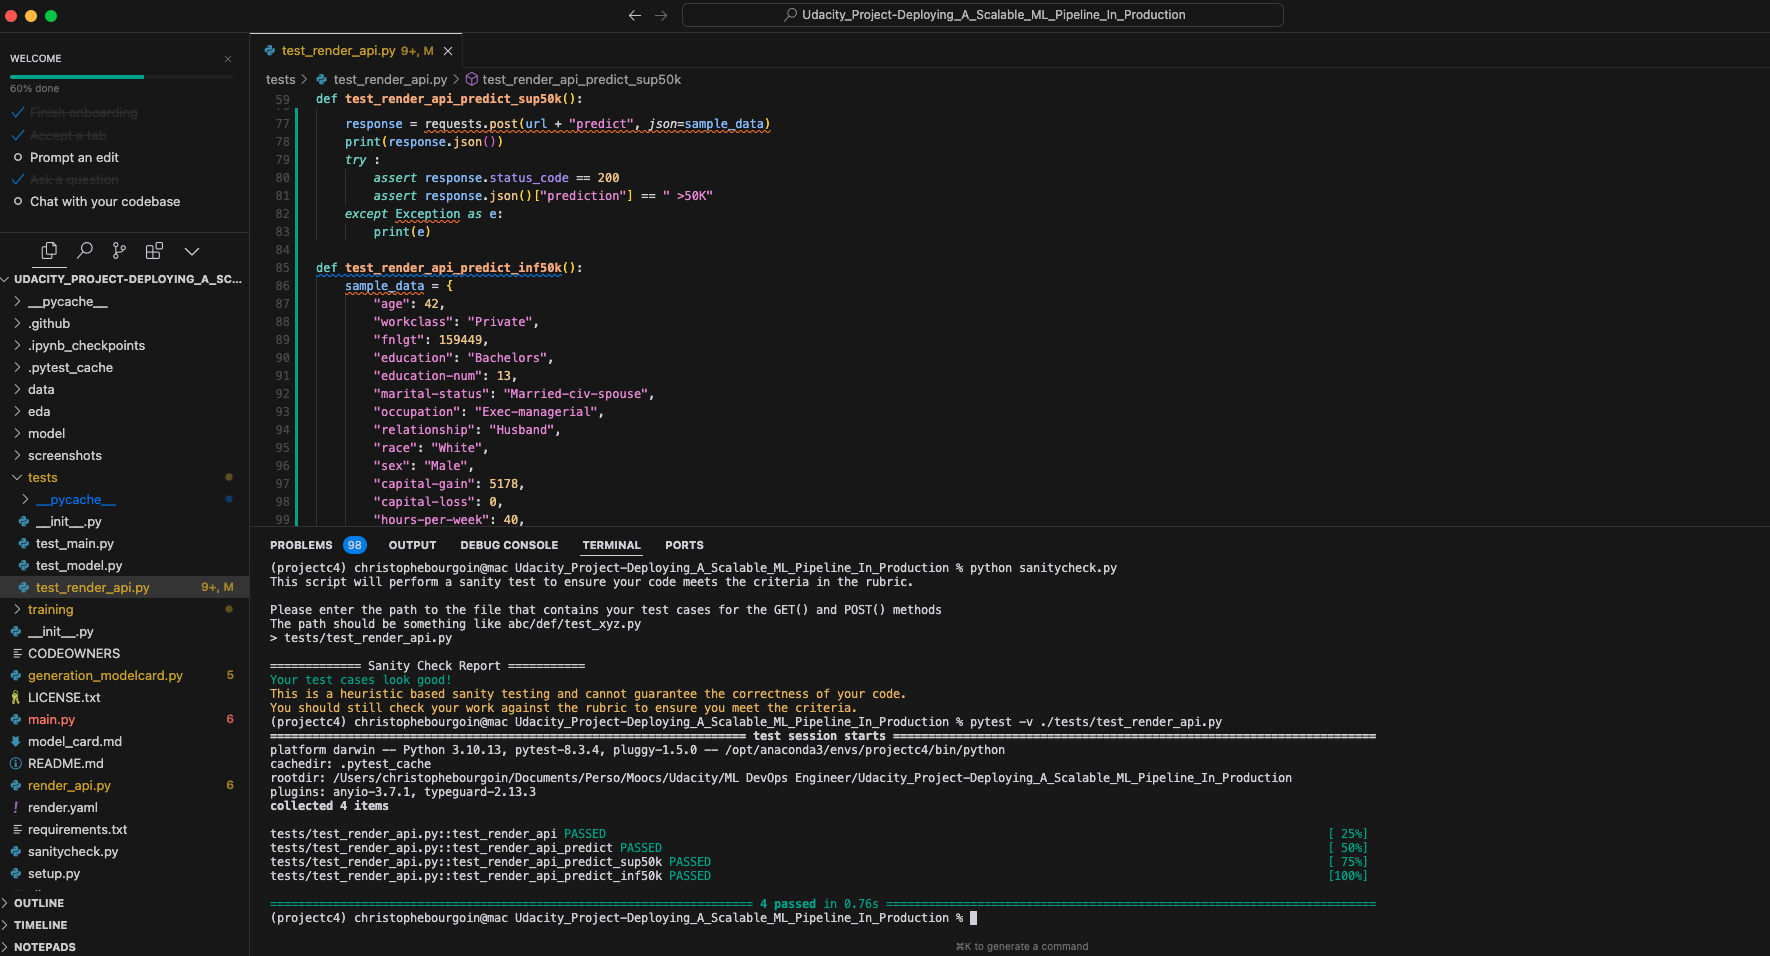 Udacity_Project-Deploying_A_Scalable_ML_Pipeline_In_Production
WELCOME
60% done
Finish onboarding
Accept a tab
Prompt an edit
Ask a question
Chat with your codebase
UDACITY_PROJECT-DEPLOYING_A_SC...
__pycache__
.github
.ipynb_checkpoints
.pytest_cache
data
eda
model
screenshots
tests
__pycache__
__init__.py
test_main.py
test_model.py
test_render_api.py 9+, M
training
__init__.py
CODEOWNERS
generation_modelcard.py 5
LICENSE.txt
main.py 6
model_card.md
README.md
render_api.py 6
render.yaml
requirements.txt
sanitycheck.py
setup.py
OUTLINE
TIMELINE
NOTEPADS
test_render_api.py 9+, M
tests > test_render_api.py > test_render_api_predict_sup50k
59 def test_render_api_predict_sup50k():
77 response = requests.post(url + "predict", json=sample_data)
78 print(response.json())
79 try :
80 assert response.status_code == 200
81 assert response.json()["prediction"] == " >50K"
82 except Exception as e:
83 print(e)
84
85 def test_render_api_predict_inf50k():
86 sample_data = {
87 "age": 42,
88 "workclass": "Private",
89 "fnlgt": 159449,
90 "education": "Bachelors",
91 "education-num": 13,
92 "marital-status": "Married-civ-spouse",
93 "occupation": "Exec-managerial",
94 "relationship": "Husband",
95 "race": "White",
96 "sex": "Male",
97 "capital-gain": 5178,
98 "capital-loss": 0,
99 "hours-per-week": 40,
PROBLEMS 98 OUTPUT DEBUG CONSOLE TERMINAL PORTS
(projectc4) christophebourgoin@mac Udacity_Project-Deploying_A_Scalable_ML_Pipeline_In_Production % python sanitycheck.py
This script will perform a sanity test to ensure your code meets the criteria in the rubric.
Please enter the path to the file that contains your test cases for the GET() and POST() methods
The path should be something like abc/def/test_xyz.py
> tests/test_render_api.py
============= Sanity Check Report ===========
Your test cases look good!
This is a heuristic based sanity testing and cannot guarantee the correctness of your code.
You should still check your work against the rubric to ensure you meet the criteria.
(projectc4) christophebourgoin@mac Udacity_Project-Deploying_A_Scalable_ML_Pipeline_In_Production % pytest -v ./tests/test_render_api.py
==================================================================== test session starts =====================================================================
platform darwin -- Python 3.10.13, pytest-8.3.4, pluggy-1.5.0 -- /opt/anaconda3/envs/projectc4/bin/python
cachedir: .pytest_cache
rootdir: /Users/christophebourgoin/Documents/Perso/Moocs/Udacity/ML DevOps Engineer/Udacity_Project-Deploying_A_Scalable_ML_Pipeline_In_Production
plugins: anyio-3.7.1, typeguard-2.13.3
collected 4 items
tests/test_render_api.py::test_render_api PASSED [ 25%]
tests/test_render_api.py::test_render_api_predict PASSED [ 50%]
tests/test_render_api.py::test_render_api_predict_sup50k PASSED [ 75%]
tests/test_render_api.py::test_render_api_predict_inf50k PASSED [100%]
===================================================================== 4 passed in 0.76s ======================================================================
(projectc4) christophebourgoin@mac Udacity_Project-Deploying_A_Scalable_ML_Pipeline_In_Production %
⌘K to generate a command